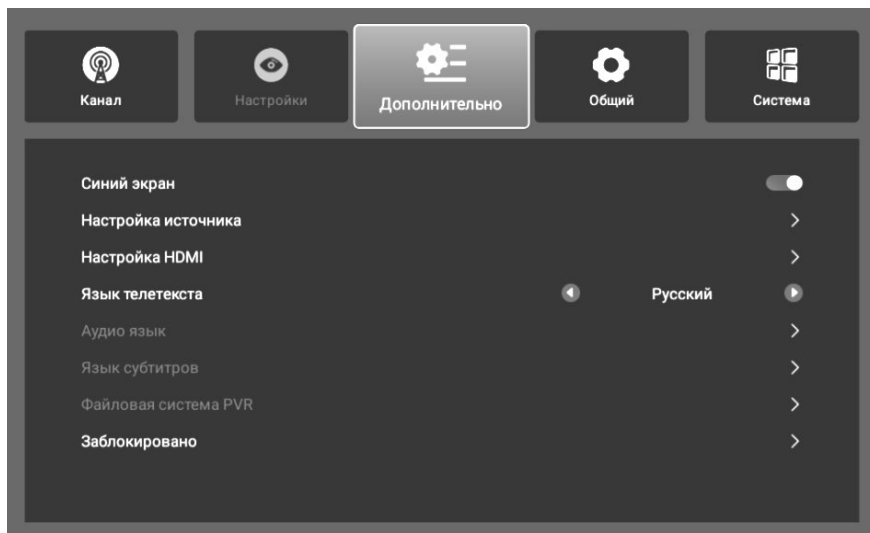 Канал
Настройки
Дополнительно
Общий
Система
Синий экран
Настройка источника
Настройка HDMI
Язык телетекста Русский
Аудио язык
Язык субтитров
Файловая система PVR
Заблокировано